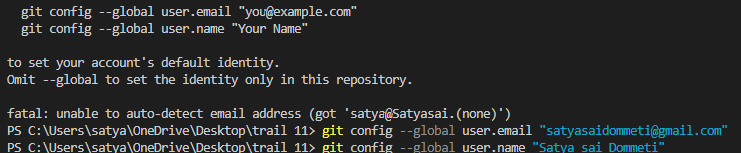 git config --global user.email "you@example.com"
git config --global user.name "Your Name"
to set your account's default identity.
Omit --global to set the identity only in this repository.
fatal: unable to auto-detect email address (got 'satya@Satyasai.(none)')
PS C:\Users\satya\OneDrive\Desktop\trail 11> git config --global user.email "satyasaidommeti@gmail.com"
PS C:\Users\satya\OneDrive\Desktop\trail 11> git config --global user.name "Satya sai Dommeti"